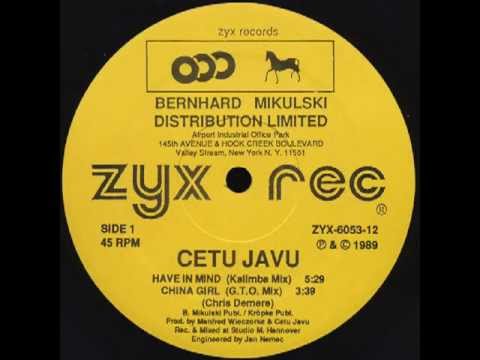 zyx records
BERNHARD MIKULSKI
DISTRIBUTION LIMITED
Airport Industrial Office Park
145th AVENUE & HOOK CREEK BOULEVARD
Valley Stream, New York N. Y. 11581
zyx rec ®
SIDE 1
45 RPM
ZYX-6053-12
Ⓟ & © 1989
CETU JAVU
HAVE IN MIND (Kalimba Mix) 5:29
CHINA GIRL (G.T.O. Mix) 3:39
(Chris Demere)
B. Mikulski Publ. / Kröpke Publ.
Prod. by Manfred Wieczorke & Cetu Javu
Rec. & Mixed at Studio M. Hannover
Engineered by Jan Nemec